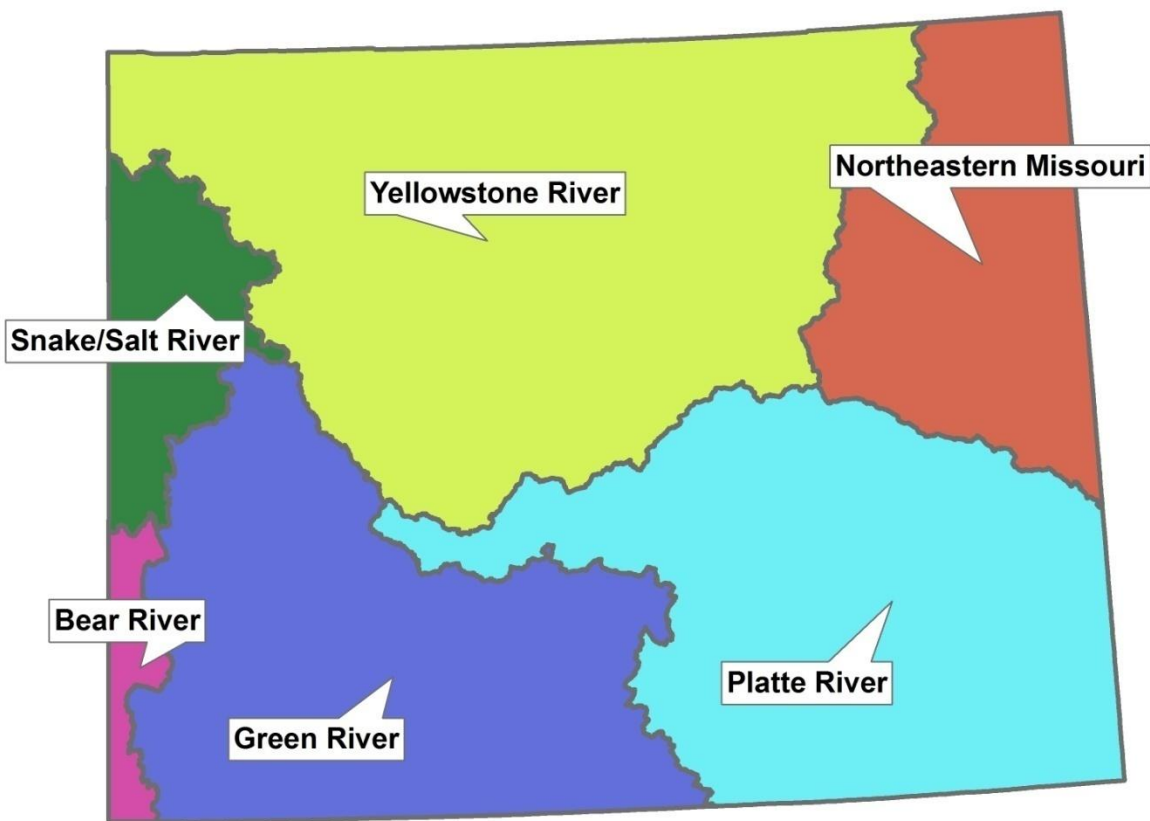 Northeastern Missouri
Yellowstone River
Snake/Salt River
Bear River
Platte River
Green River